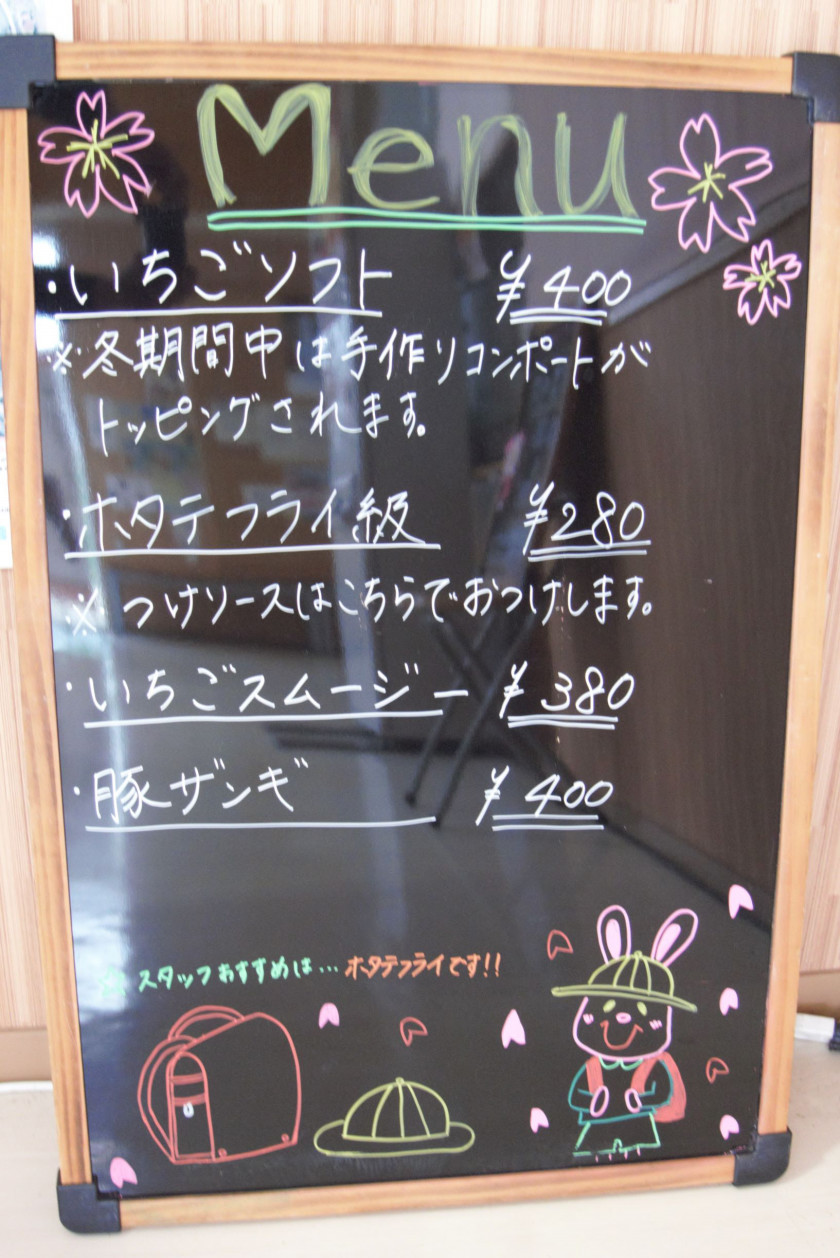 Menu
・いちごソフト ¥400
※冬期間中は手作りコンポートが
トッピングされます。
・ホタテフライ級 ¥280
※つけソースはこちらでおつけします。
・いちごスムージー ¥380
・豚ザンギ ¥400
☆スタッフおすすめは…ホタテフライです!!